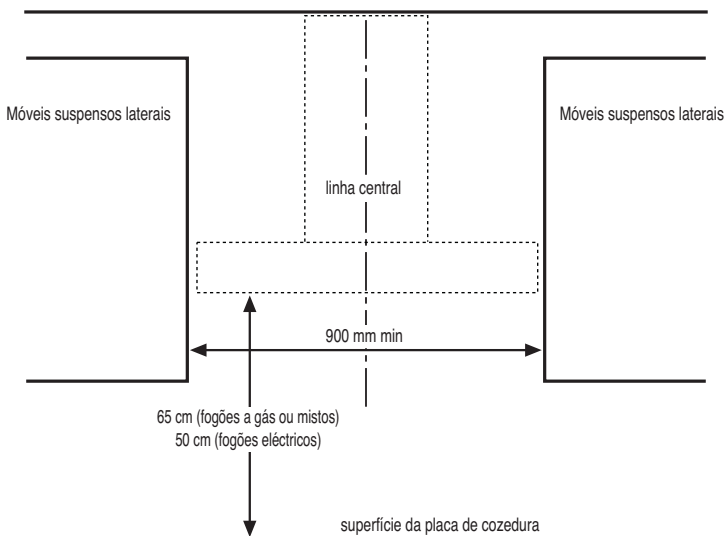 Móveis suspensos laterais
Móveis suspensos laterais
linha central
900 mm min
65 cm (fogões a gás ou mistos)
50 cm (fogões eléctricos)
superfície da placa de cozedura